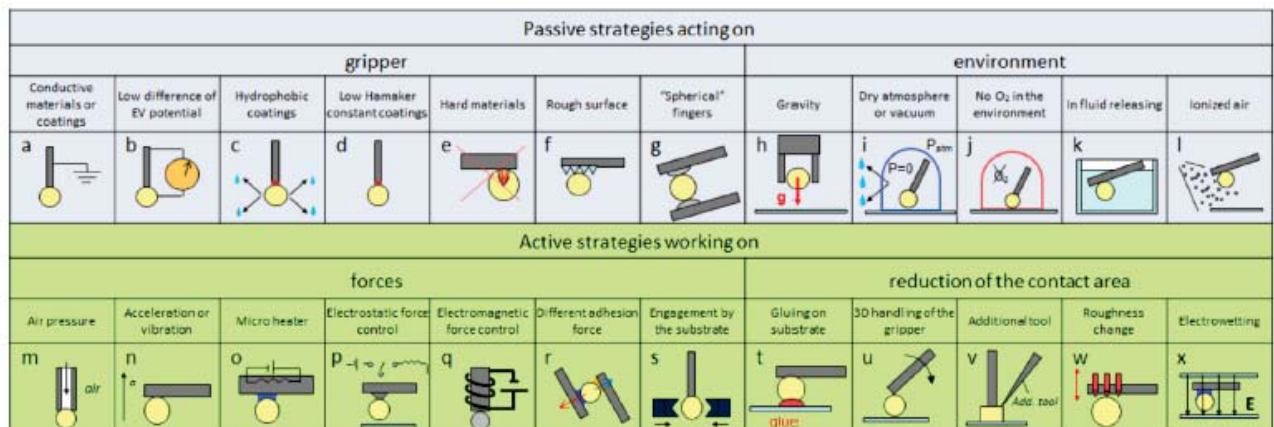 Passive strategies acting on
gripper
environment
Conductive materials or coatings
Low difference of EV potential
Hydrophobic coatings
Low Hamaker constant coatings
Hard materials
Rough surface
"Spherical" fingers
Gravity
Dry atmosphere or vacuum
No O₂ in the environment
In fluid releasing
Ionized air
a
b
c
d
e
f
g
h
g
i
P=0
Patm
j
O₂
k
l
Active strategies working on
forces
reduction of the contact area
Air pressure
Acceleration or vibration
Micro heater
Electrostatic force control
Electromagnetic force control
Different adhesion force
Engagement by the substrate
Gluing on substrate
3D handling of the gripper
Additional tool
Roughness change
Electrowetting
m
air
n
a
o
p
q
r
s
t
glue
u
v
Add. tool
w
x
E